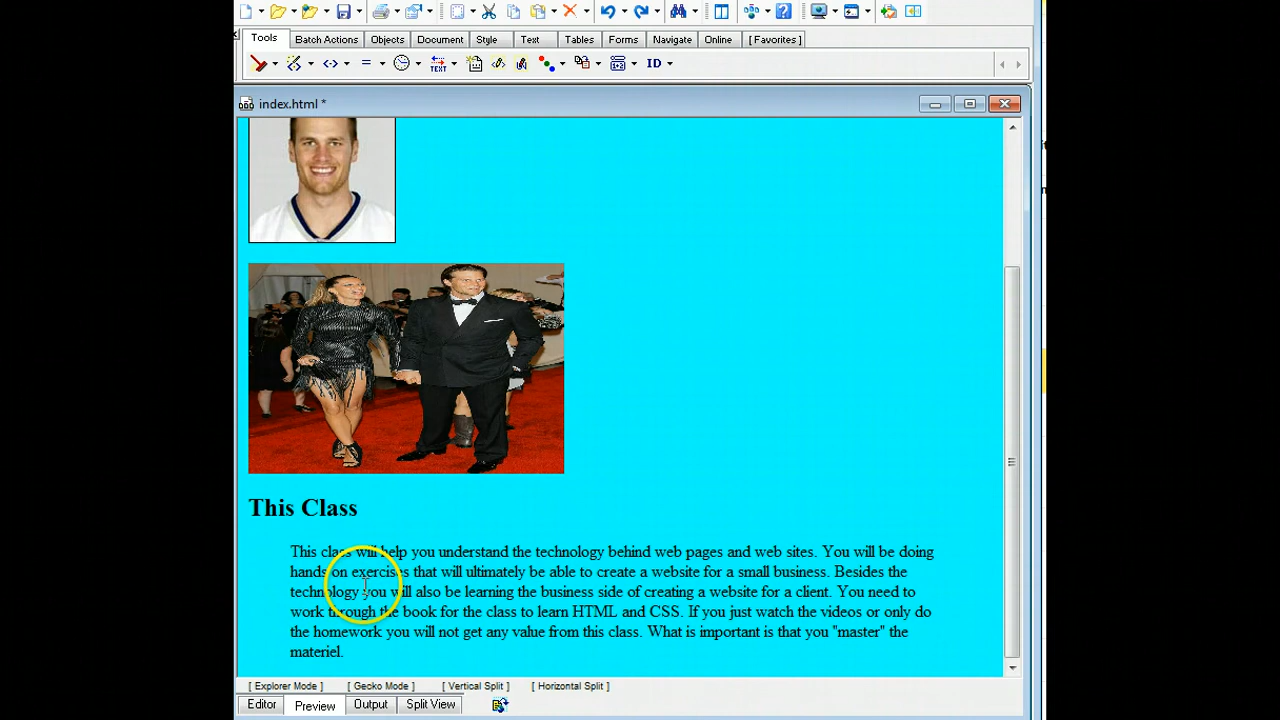 Tools Batch Actions Objects Document Style Text Tables Forms Navigate Online [ Favorites ]
TEXT ID
index.html *
This Class
This class will help you understand the technology behind web pages and web sites. You will be doing
hands on exercises that will ultimately be able to create a website for a small business. Besides the
technology you will also be learning the business side of creating a website for a client. You need to
work through the book for the class to learn HTML and CSS. If you just watch the videos or only do
the homework you will not get any value from this class. What is important is that you "master" the
materiel.
[ Explorer Mode ] [ Gecko Mode ] [ Vertical Split ] [ Horizontal Split ]
Editor Preview Output Split View